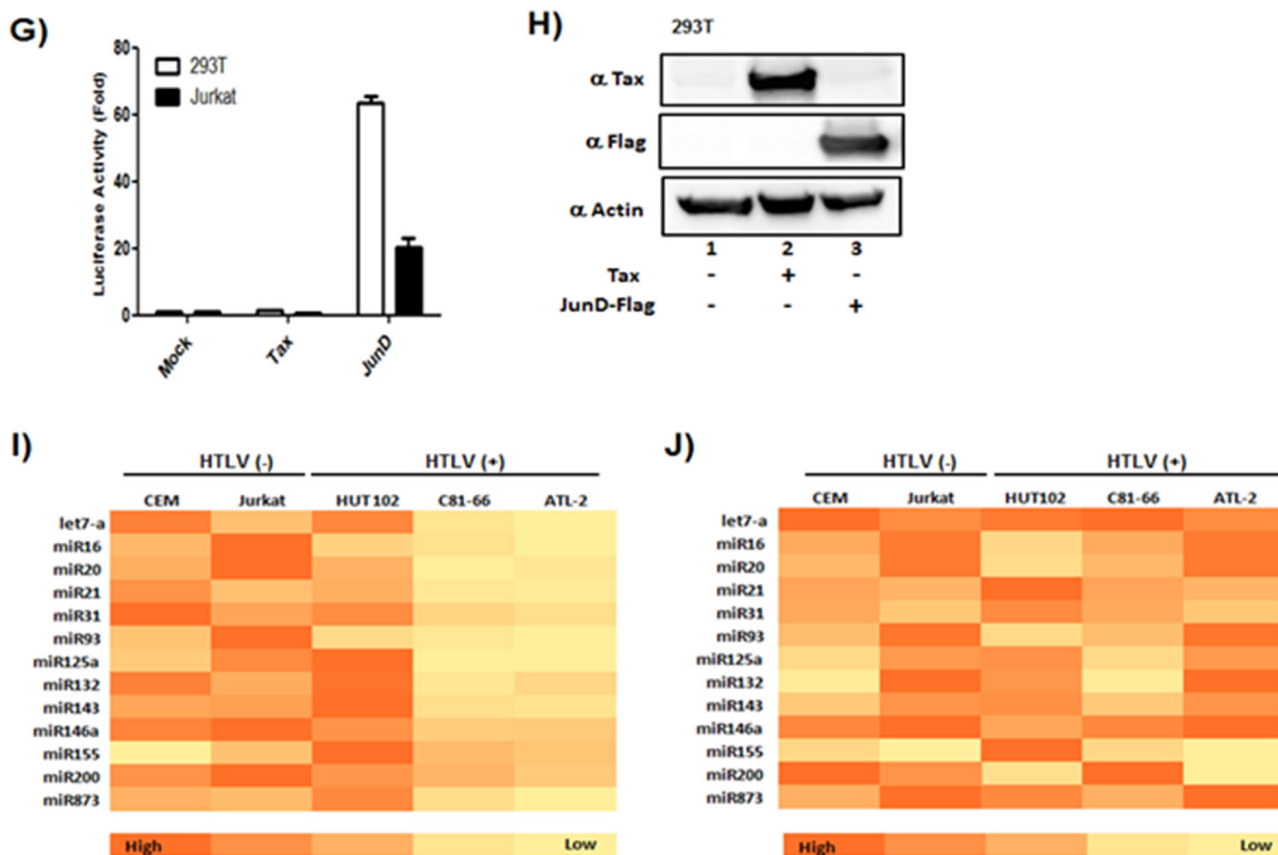 G)
80
60
40
20
0
Luciferase Activity (Fold)
293T
Jurkat
Mock
Tax
JunD
H)
293T
α Tax
α Flag
α Actin
1 2 3
Tax - + -
JunD-Flag - - +
I)
HTLV (-) HTLV (+)
CEM Jurkat HUT102 C81-66 ATL-2
let7-a
miR16
miR20
miR21
miR31
miR93
miR125a
miR132
miR143
miR146a
miR155
miR200
miR873
High Low
J)
HTLV (-) HTLV (+)
CEM Jurkat HUT102 C81-66 ATL-2
let7-a
miR16
miR20
miR21
miR31
miR93
miR125a
miR132
miR143
miR146a
miR155
miR200
miR873
High Low